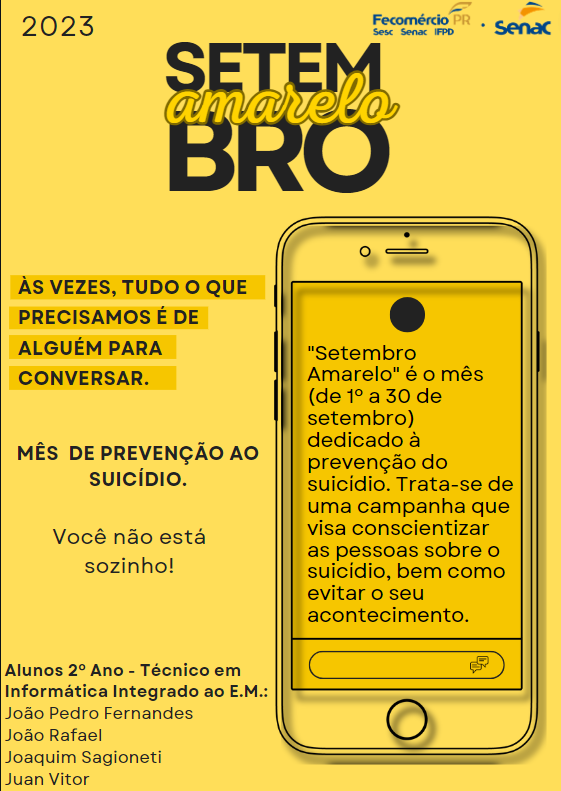 2023
Fecomércio PR
Sesc Senac IFPD
Senac
SETEM
amarelo
BRO
ÀS VEZES, TUDO O QUE
PRECISAMOS É DE
ALGUÉM PARA
CONVERSAR.
MÊS DE PREVENÇÃO AO
SUICÍDIO.
Você não está
sozinho!
"Setembro
Amarelo" é o mês
(de 1º a 30 de
setembro)
dedicado à
prevenção do
suicídio. Trata-se de
uma campanha que
visa conscientizar
as pessoas sobre o
suicídio, bem como
evitar o seu
acontecimento.
Alunos 2º Ano - Técnico em
Informática Integrado ao E.M.:
João Pedro Fernandes
João Rafael
Joaquim Sagioneti
Juan Vitor